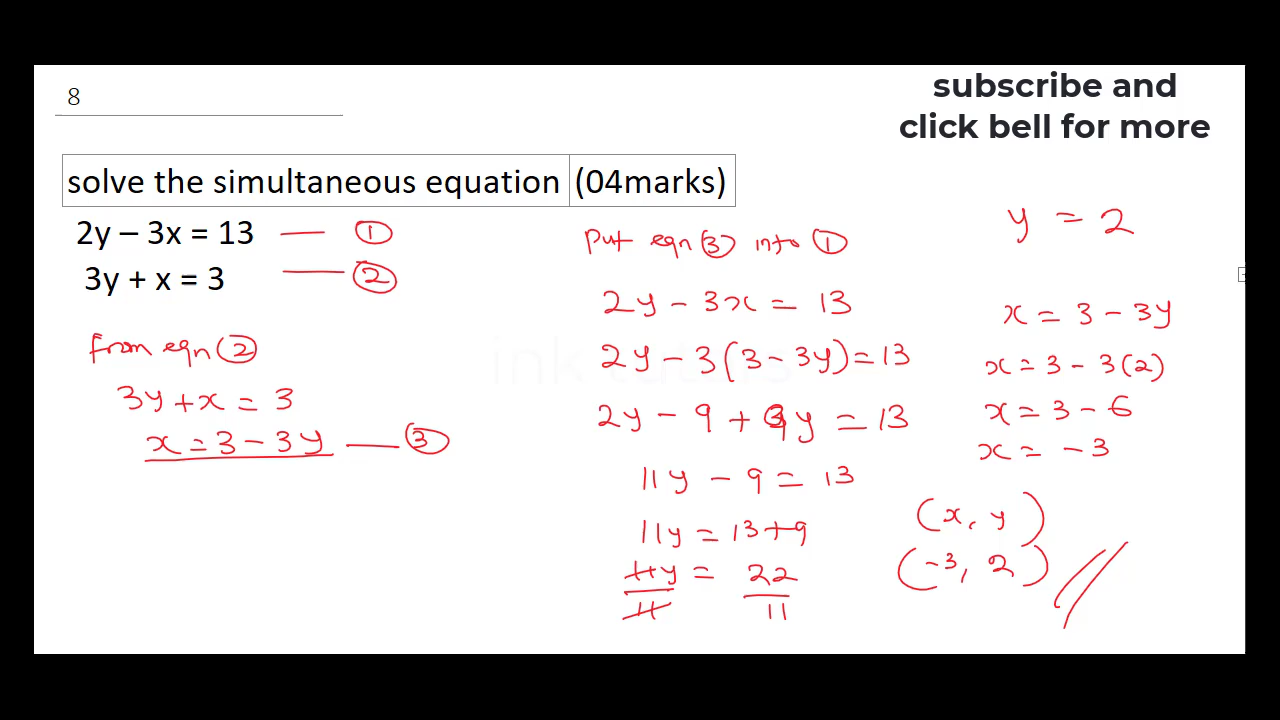 8
subscribe and
click bell for more
solve the simultaneous equation (04marks)
2y – 3x = 13 — ①
3y + x = 3 — ②
from eqn ②
3y + x = 3
x = 3 - 3y — ③
Put eqn ③ into ①
2y - 3x = 13
2y - 3(3 - 3y) = 13
2y - 9 + 9y = 13
11y - 9 = 13
11y = 13 + 9
11y = 22
11 11
y = 2
x = 3 - 3y
x = 3 - 3(2)
x = 3 - 6
x = -3
(x, y)
(-3, 2)